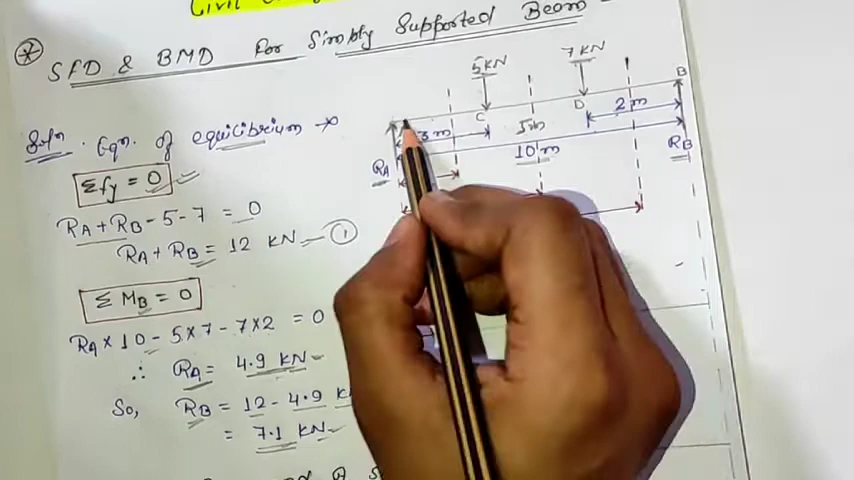 Civil
SFD & BMD For Simply Supported Beam -
Soln. Eqn. of equilibrium →
Σfy = 0
RA + RB - 5 - 7 = 0
RA + RB = 12 KN — ①
Σ MB = 0
RA × 10 - 5×7 - 7×2 = 0
∴ RA = 4.9 KN
So, RB = 12 - 4.9 K
= 7.1 KN
5KN
7KN
B
C
D
3m
5m
2m
10m
RA
RB